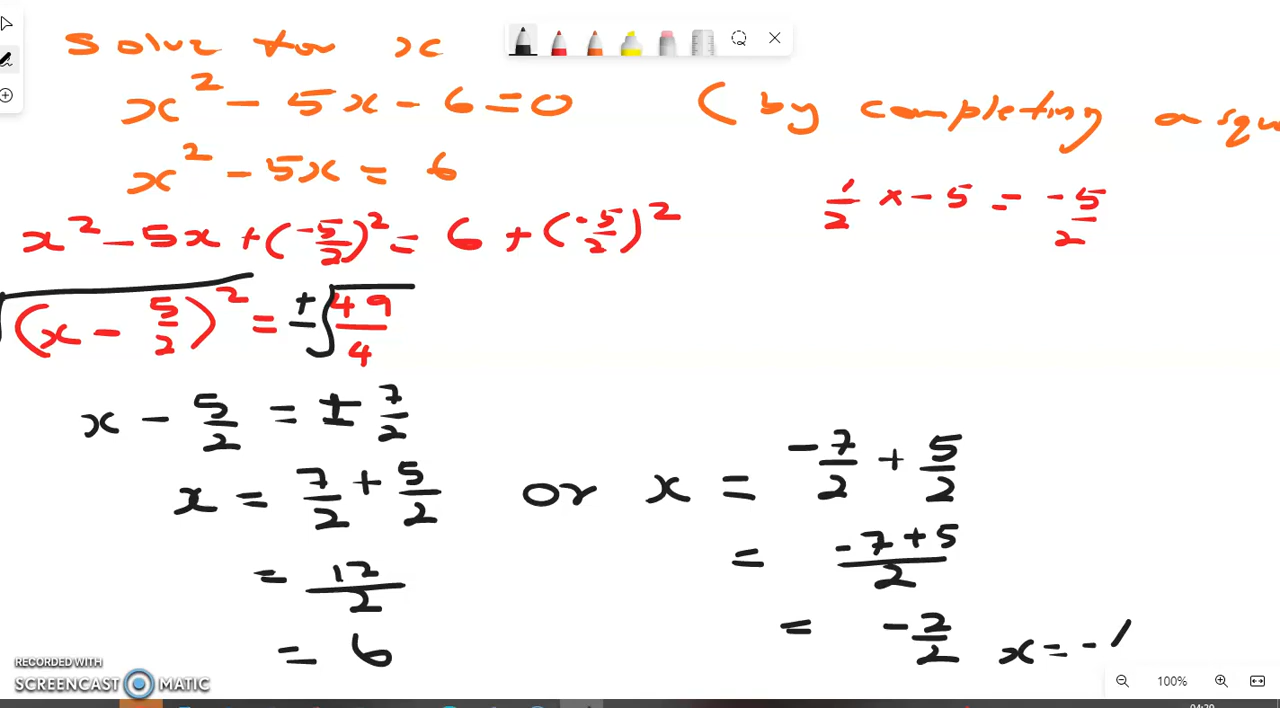 Solve for x
x² - 5x - 6 = 0 (by completing a squ
x² - 5x = 6
½ x - 5 = -5/2
x² - 5x + (-5/2)² = 6 + (-5/2)²
√(x - 5/2)² = ±√49/4
x - 5/2 = ± 7/2
x = 7/2 + 5/2 or x = -7/2 + 5/2
= 12/2 = -7+5/2
= 6 = -2/2 x = -1
RECORDED WITH
SCREENCAST MATIC
100%